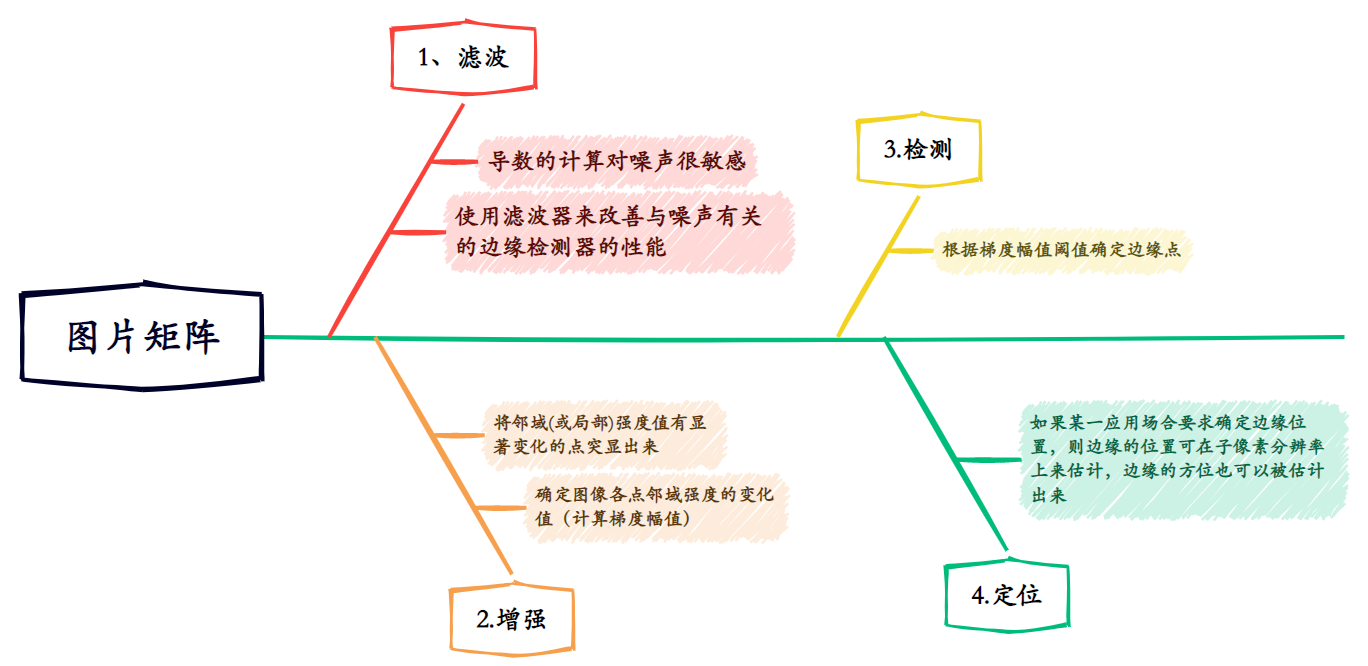 图片矩阵
1、滤波
导数的计算对噪声很敏感
使用滤波器来改善与噪声有关
的边缘检测器的性能
2.增强
将邻域(或局部)强度值有显
著变化的点突显出来
确定图像各点邻域强度的变化
值（计算梯度幅值）
3.检测
根据梯度幅值阈值确定边缘点
4.定位
如果某一应用场合要求确定边缘位
置，则边缘的位置可在子像素分辨率
上来估计，边缘的方位也可以被估计
出来